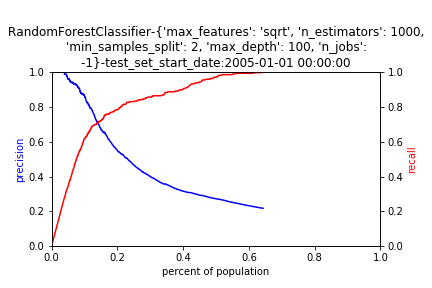 RandomForestClassifier-{'max_features': 'sqrt', 'n_estimators': 1000,
'min_samples_split': 2, 'max_depth': 100, 'n_jobs':
-1}-test_set_start_date:2005-01-01 00:00:00
1.0
0.8
0.6
0.4
0.2
0.0
precision
1.0
0.8
0.6
0.4
0.2
0.0
recall
0.0 0.2 0.4 0.6 0.8 1.0
percent of population